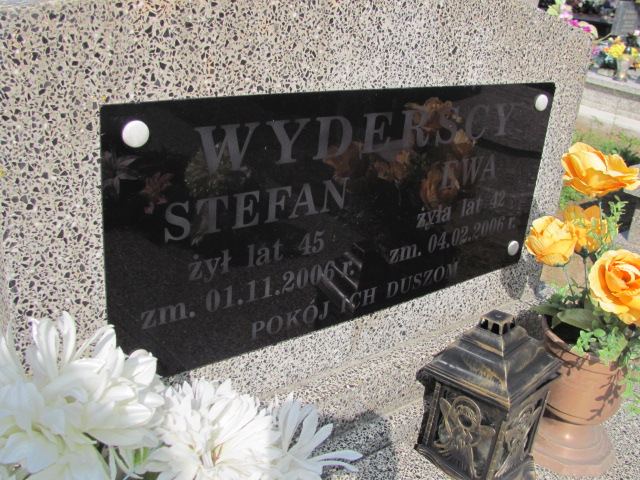 WYDERSCY
STEFAN
żył lat 45
zm. 01.11.2006 r.
EWA
żyła lat 42
zm. 04.02.2006 r.
POKÓJ ICH DUSZOM